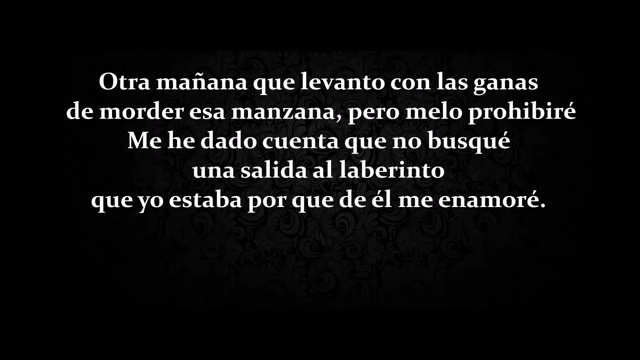 Otra mañana que levanto con las ganas
de morder esa manzana, pero melo prohibiré
Me he dado cuenta que no busqué
una salida al laberinto
que yo estaba por que de él me enamoré.